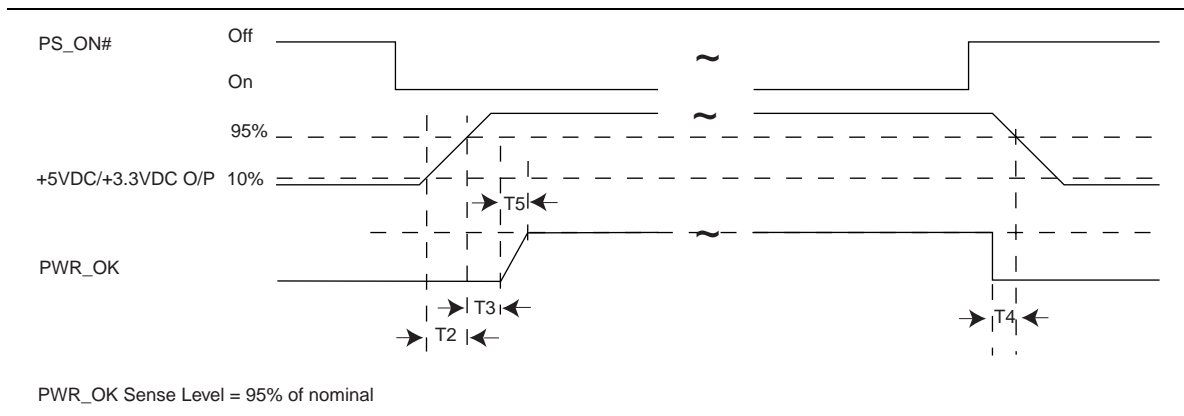 PS_ON#
Off
On
95%
+5VDC/+3.3VDC O/P 10%
T5
PWR_OK
T3
T4
T2
~
~
~
PWR_OK Sense Level = 95% of nominal